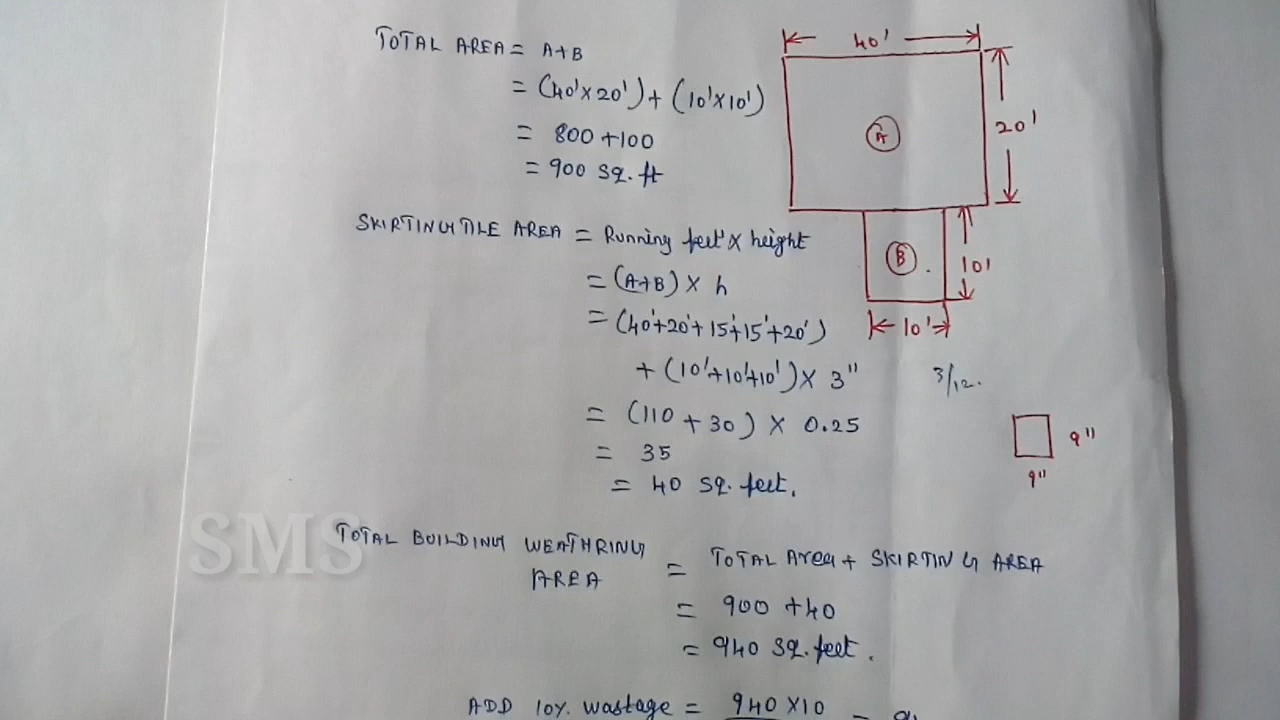 TOTAL AREA = A+B
= (40'x20') + (10'x10')
= 800 +100
= 900 sq. ft
40'
20'
A
B
10'
10'
SKIRTING TILE AREA = Running feet x height
= (A+B) x h
= (40'+20'+15'+15'+20')
+ (10'+10'+10') x 3"
3/12.
= (110 + 30) x 0.25
= 35
= 40 sq. feet.
9"
9"
SMS
TOTAL BUILDING WEATHRING AREA = TOTAL Area + SKIRTING AREA
= 900 +40
= 940 sq. feet.
ADD 10%. wastage = 940 x10 =